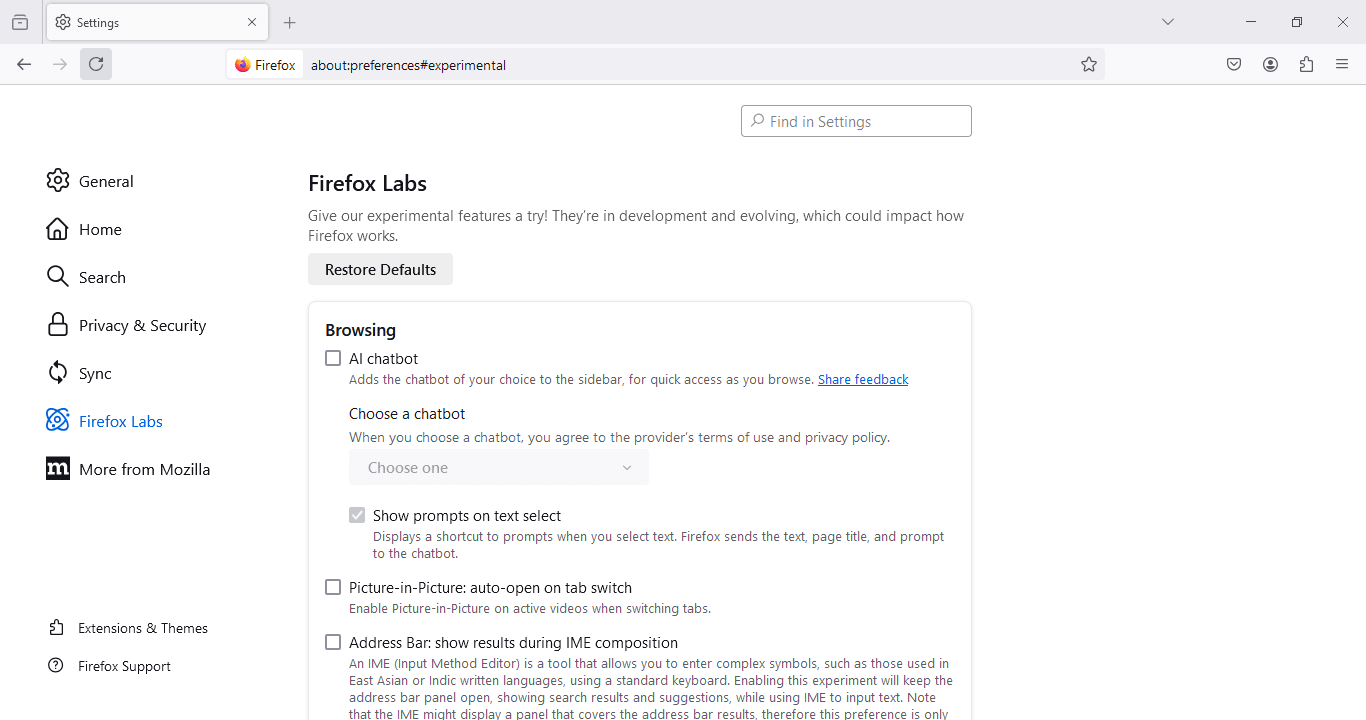 Settings
Firefox
about:preferences#experimental
Find in Settings
General
Home
Search
Privacy & Security
Sync
Firefox Labs
More from Mozilla
Extensions & Themes
Firefox Support
Firefox Labs
Give our experimental features a try! They're in development and evolving, which could impact how
Firefox works.
Restore Defaults
Browsing
AI chatbot
Adds the chatbot of your choice to the sidebar, for quick access as you browse. Share feedback
Choose a chatbot
When you choose a chatbot, you agree to the provider's terms of use and privacy policy.
Choose one
Show prompts on text select
Displays a shortcut to prompts when you select text. Firefox sends the text, page title, and prompt
to the chatbot.
Picture-in-Picture: auto-open on tab switch
Enable Picture-in-Picture on active videos when switching tabs.
Address Bar: show results during IME composition
An IME (Input Method Editor) is a tool that allows you to enter complex symbols, such as those used in
East Asian or Indic written languages, using a standard keyboard. Enabling this experiment will keep the
address bar panel open, showing search results and suggestions, while using IME to input text. Note
that the IME might display a panel that covers the address bar results, therefore this preference is only